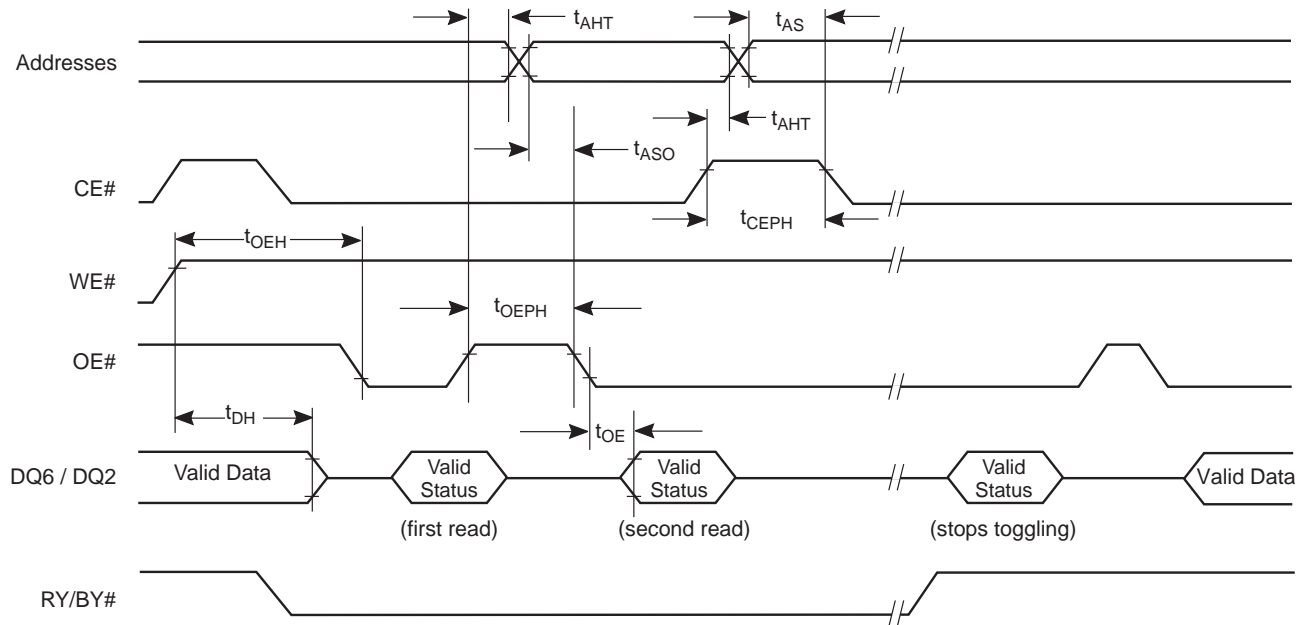 tAHT
tAS
Addresses
tAHT
tASO
CE#
tCEPH
tOEH
WE#
tOEPH
OE#
tDH
tOE
DQ6 / DQ2
Valid Data
Valid
Status
Valid
Status
Valid
Status
Valid Data
(first read)
(second read)
(stops toggling)
RY/BY#